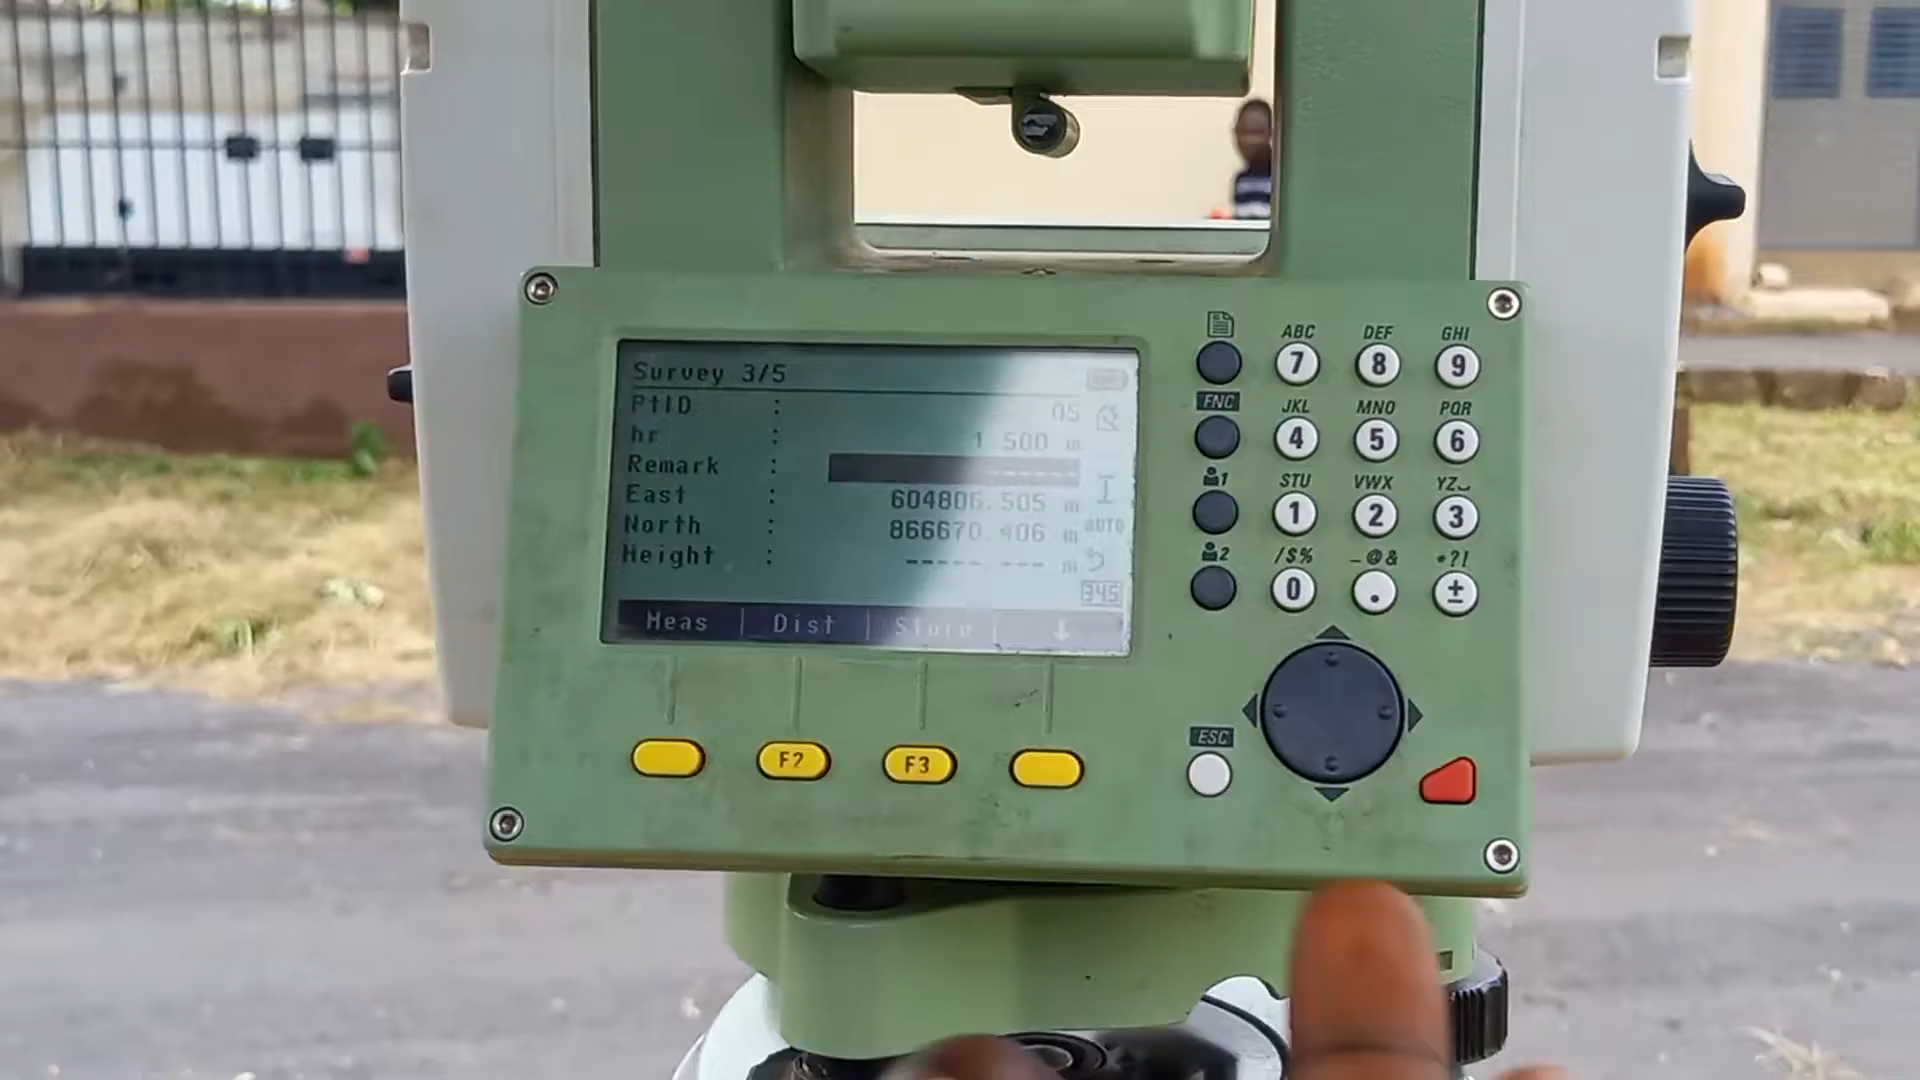 Survey 3/5
PtID : 05
hr : 1.500 m
Remark : 
East : 604806.505 m
North : 866670.406 m
Height : -----.--- m
AUTO
345
Meas Dist Store ↓
F2 F3
ABC DEF GHI
7 8 9
FNC JKL MNO PQR
4 5 6
1 STU VWX YZ
1 2 3
2 /$% _@& *?!
0 . ±
ESC